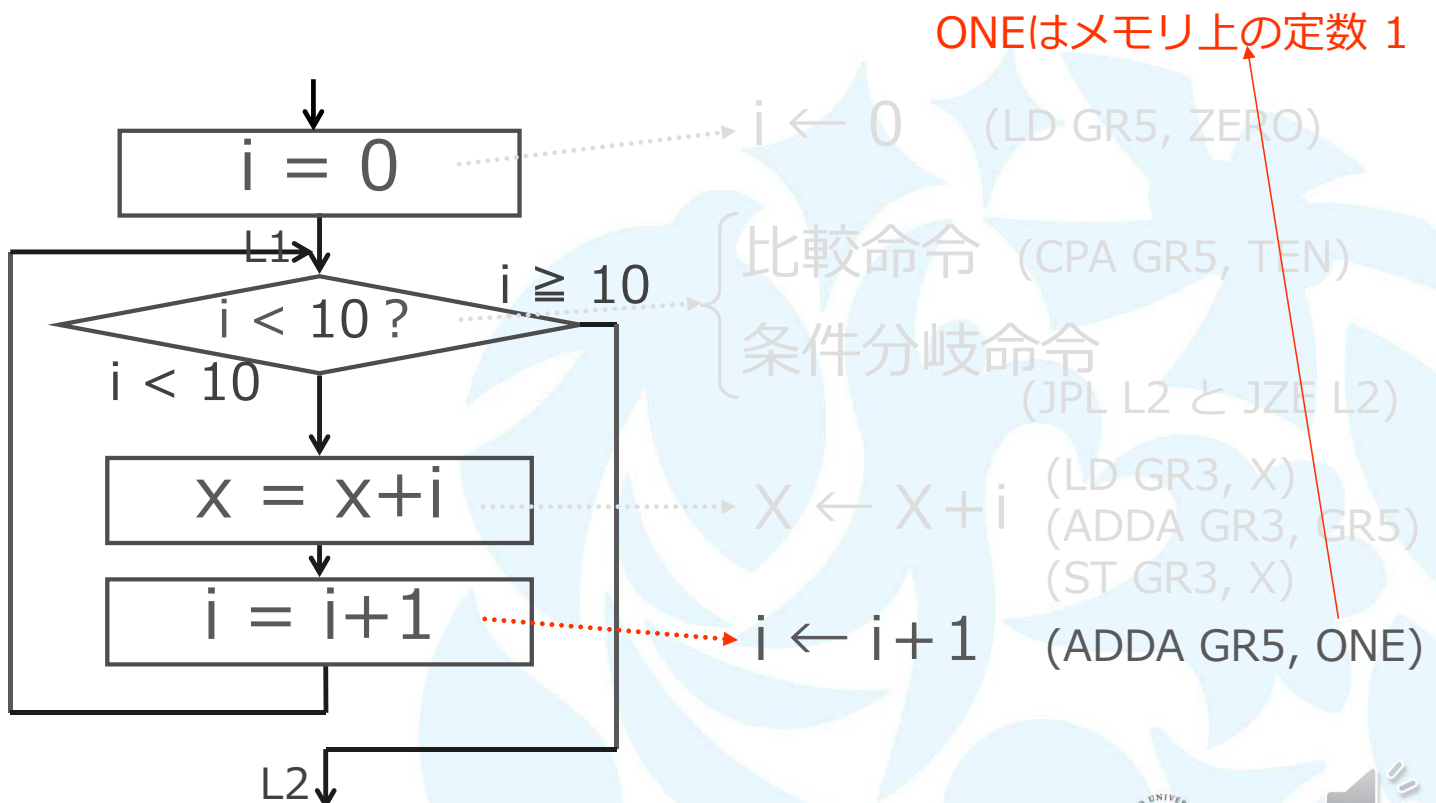 ONEはメモリ上の定数 1
i = 0
i ← 0 (LD GR5, ZERO)
L1
i < 10 ?
i ≧ 10
i < 10
比較命令 (CPA GR5, TEN)
条件分岐命令
(JPL L2 と JZE L2)
x = x+i
X ← X+i
(LD GR3, X)
(ADDA GR3, GR5)
(ST GR3, X)
i = i+1
i ← i+1 (ADDA GR5, ONE)
L2